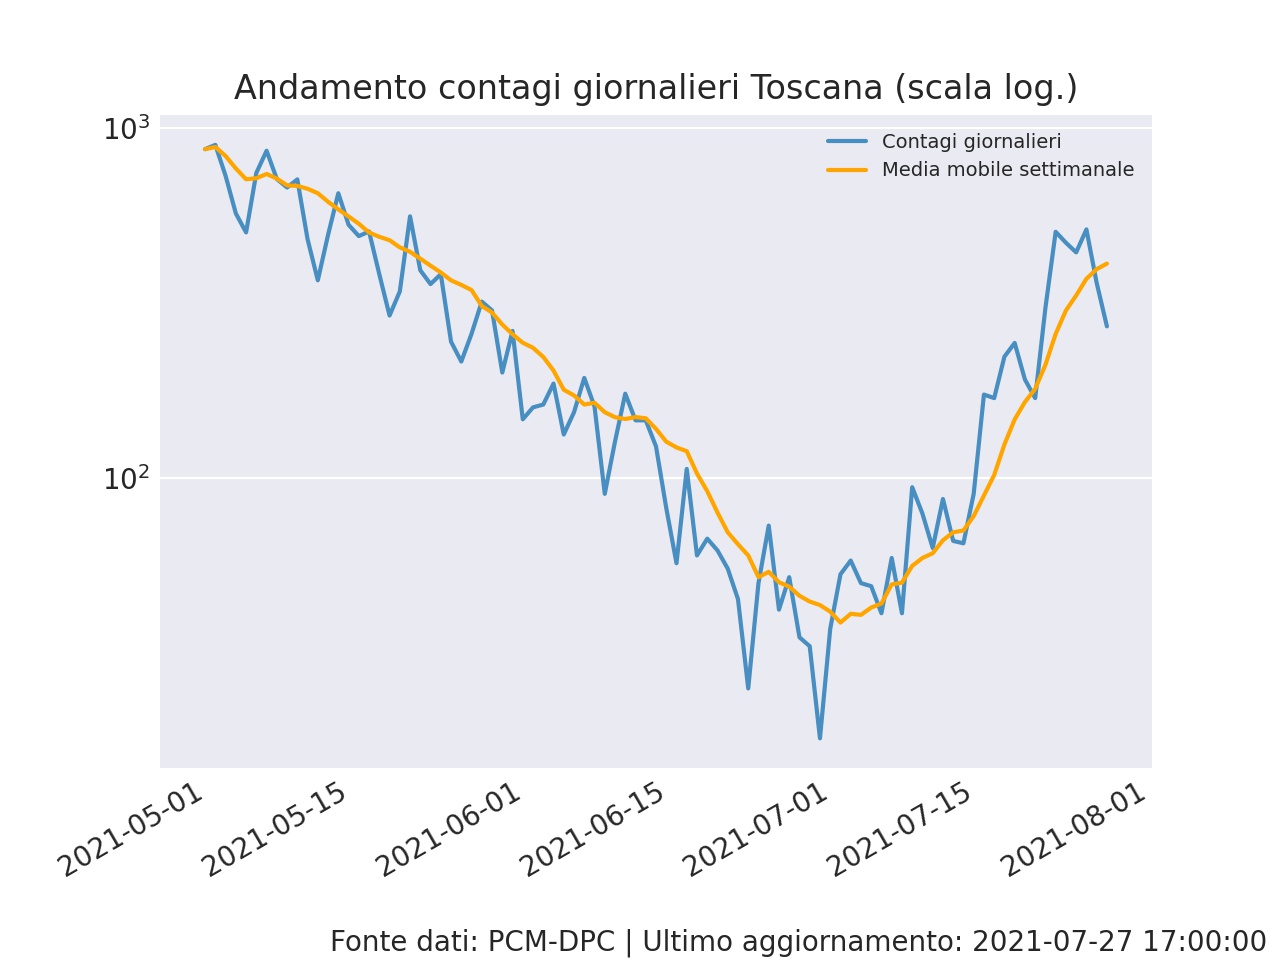 Andamento contagi giornalieri Toscana (scala log.)
10³
Contagi giornalieri
Media mobile settimanale
10²
2021-05-01
2021-05-15
2021-06-01
2021-06-15
2021-07-01
2021-07-15
2021-08-01
Fonte dati: PCM-DPC | Ultimo aggiornamento: 2021-07-27 17:00:00